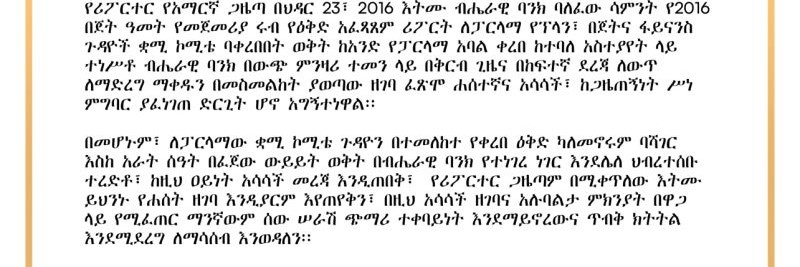 የሪፖርተር የአማርኛ ጋዜጣ በህዳር 23፣ 2016 እትሙ ብሔራዊ ባንክ ባለፈው ሳምንት የ2016
በጀት ዓመት የመጀመሪያ ሩብ የዕቅድ አፈጻጸም ሪፖርት ለፓርላማ የፕላን፣ በጀትና ፋይናንስ
ጉዳዮች ቋሚ ኮሚቴ ባቀረበበት ወቅት ከአንድ የፓርላማ አባል ቀረበ ከተባለ አስተያየት ላይ
ተነሥቶ ብሔራዊ ባንክ በውጭ ምንዛሪ ተመን ላይ በቅርብ ጊዜና በከፍተኛ ደረጃ ለውጥ
ለማድረግ ማቀዱን በመስመልከት ያወጣው ዘገባ ፈጽሞ ሐሰተኛና አሳሳች፣ ከጋዜጠኝነት ሥነ
ምግባር ያፈነገጠ ድርጊት ሆኖ አግኝተነዋል፡፡
በመሆኑም፣ ለፓርላማው ቋሚ ኮሚቴ ጉዳዮን በተመለከተ የቀረበ ዕቅድ ካለመኖሩም ባሻገር
እስከ አራት ሰዓት በፈጀው ውይይት ወቅት በብሔራዊ ባንክ የተነገረ ነገር እንደሌለ ህብረተሰቡ
ተረድቶ፣ ከዚህ ዐይነት አሳሳች መረጃ እንዲጠበቅ፣ የሪፖርተር ጋዜጣም በሚቀጥለው እትሙ
ይህንኑ የሐሰት ዘገባ እንዲያርም እየጠየቅን፣ በዚህ አሳሳች ዘገባና አሉባልታ ምክንያት በዋጋ
ላይ የሚፈጠር ማንኛውም ሰው ሠራሽ ጭማሪ ተቀባይነት እንደማይኖረውና ጥብቅ ክትትል
እንደሚደረግ ለማሳሰብ እንወዳለን፡፡